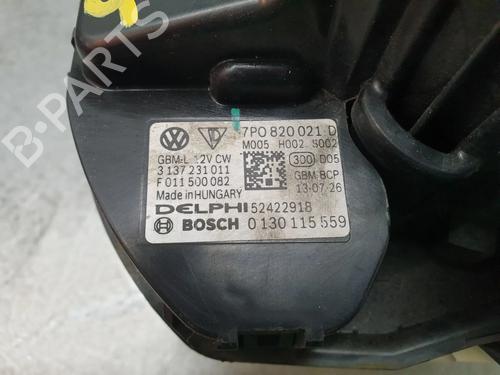 7P0 820 021 D
M005 H002 S002
GBM-L 12V CW
3 137 231 011
F 011 500 082
Made in HUNGARY
3D0 D05
GBM BCP
13-07-26
DELPHI 52422918
BOSCH 0 130 115 559
B-PARTS